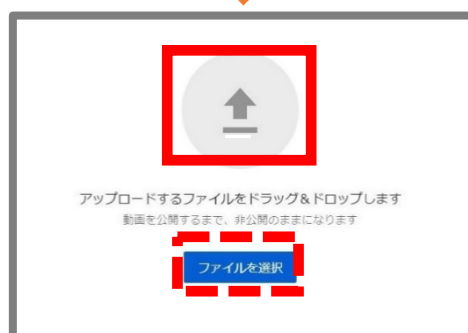 アップロードするファイルをドラッグ&ドロップします
動画を公開するまで、非公開のままになります
ファイルを選択